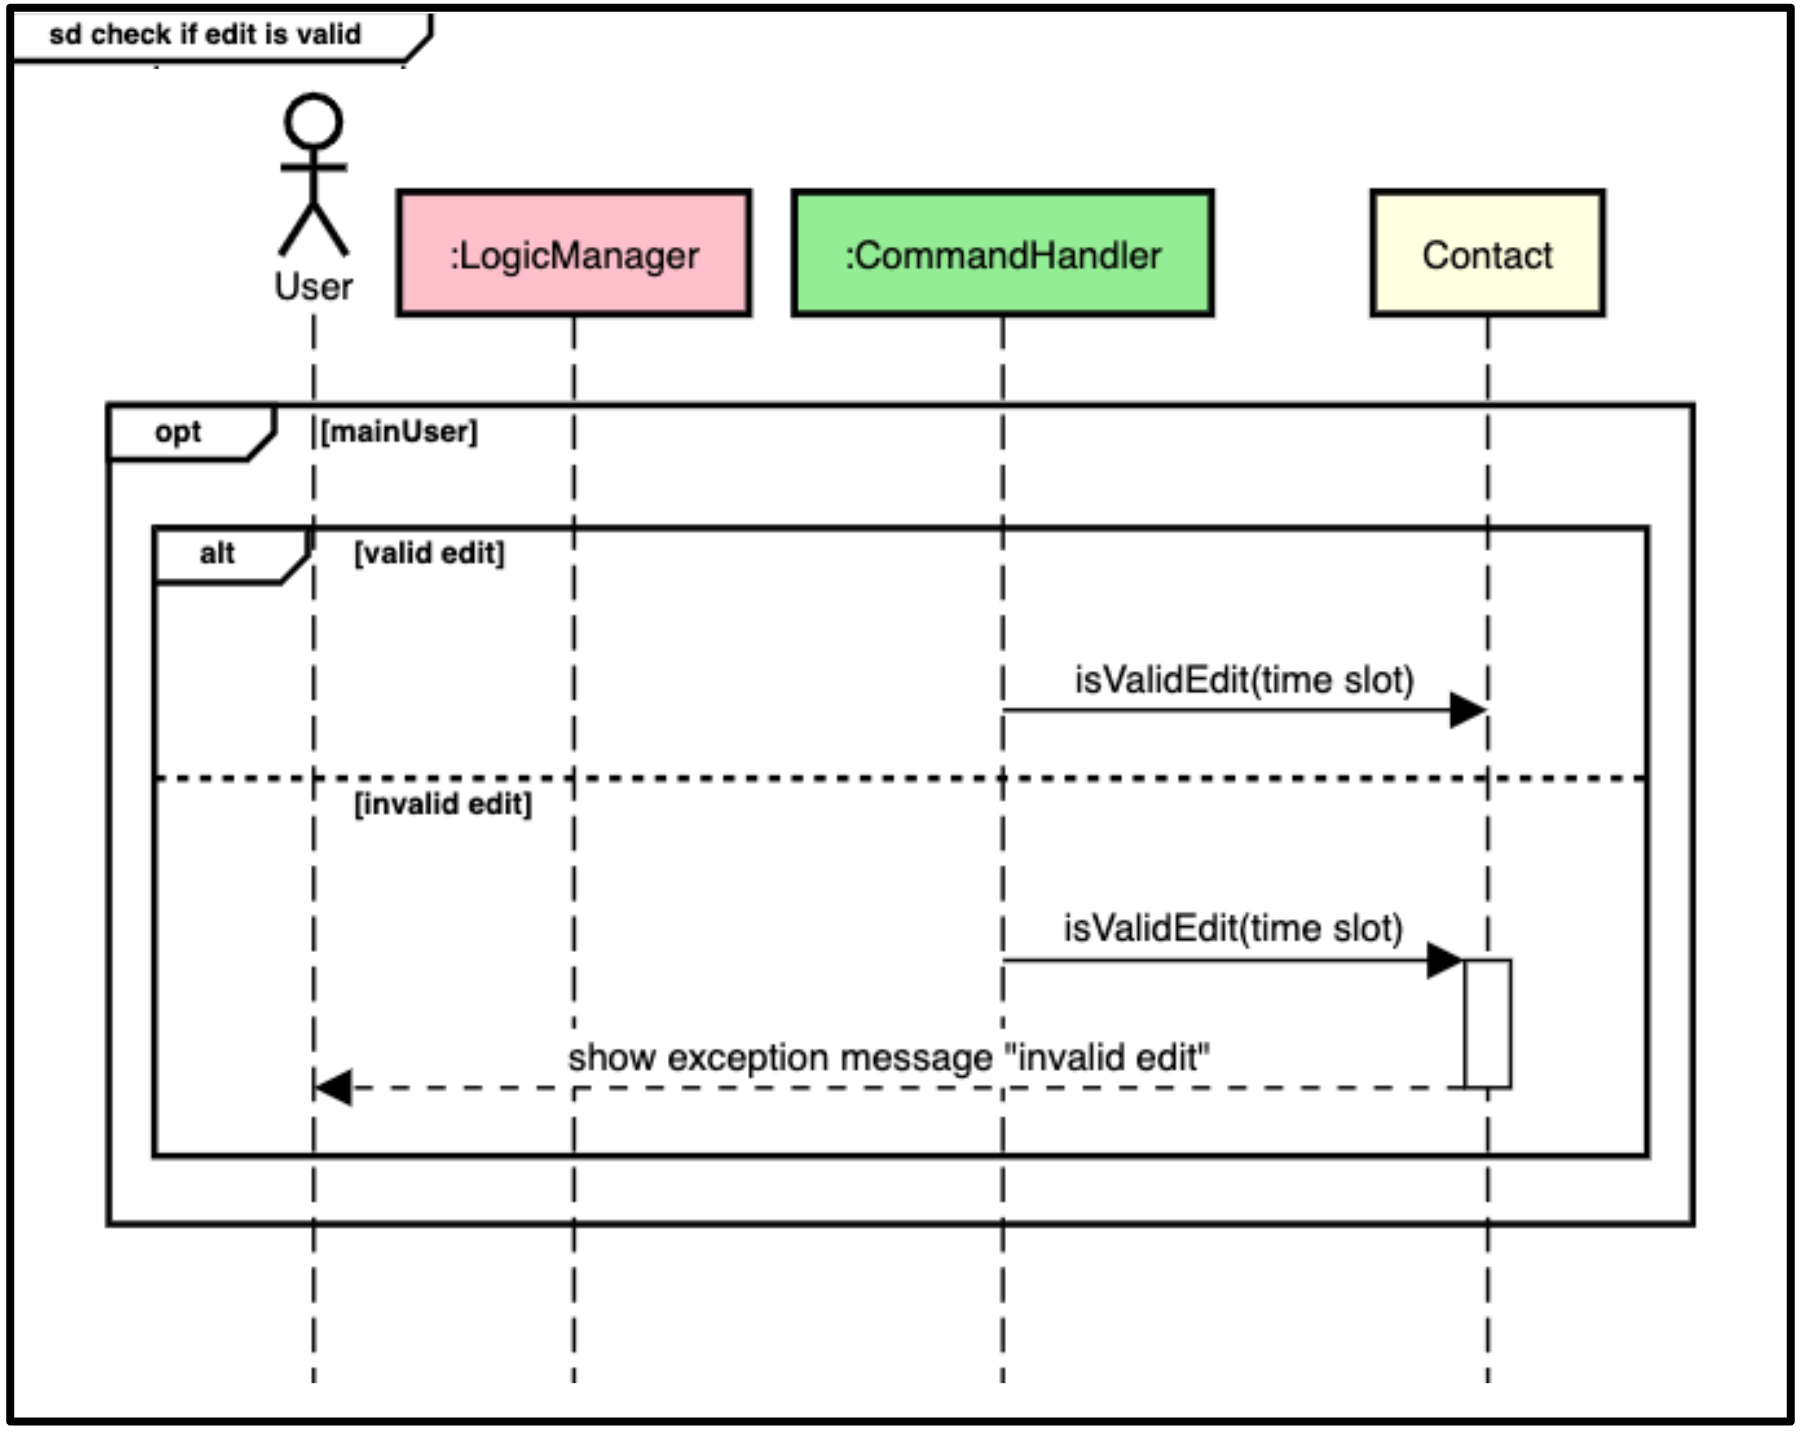 sd check if edit is valid
User
:LogicManager
:CommandHandler
Contact
opt
[mainUser]
alt
[valid edit]
isValidEdit(time slot)
[invalid edit]
isValidEdit(time slot)
show exception message "invalid edit"